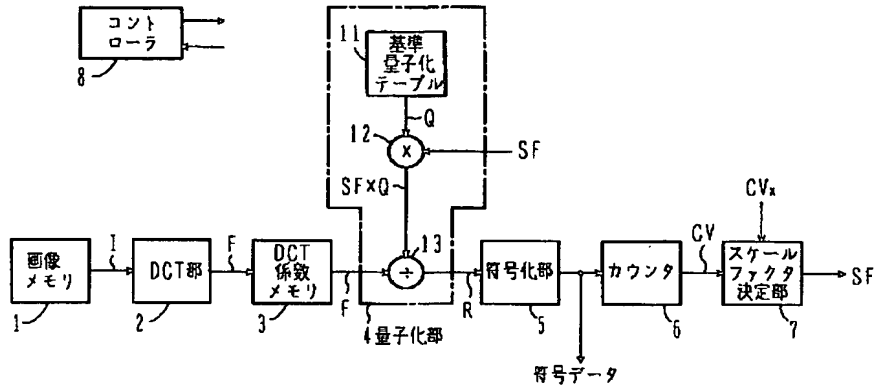 コント
ローラ
8
11
基準
量子化
テーブル
Q
12
×
SF
SF×Q
CVx
I
F
13
CV
画像
メモリ
DCT部
DCT
係数
メモリ
F
÷
R
符号化部
カウンタ
スケール
ファクタ
決定部
SF
1
2
3
4量子化部
5
6
7
符号データ